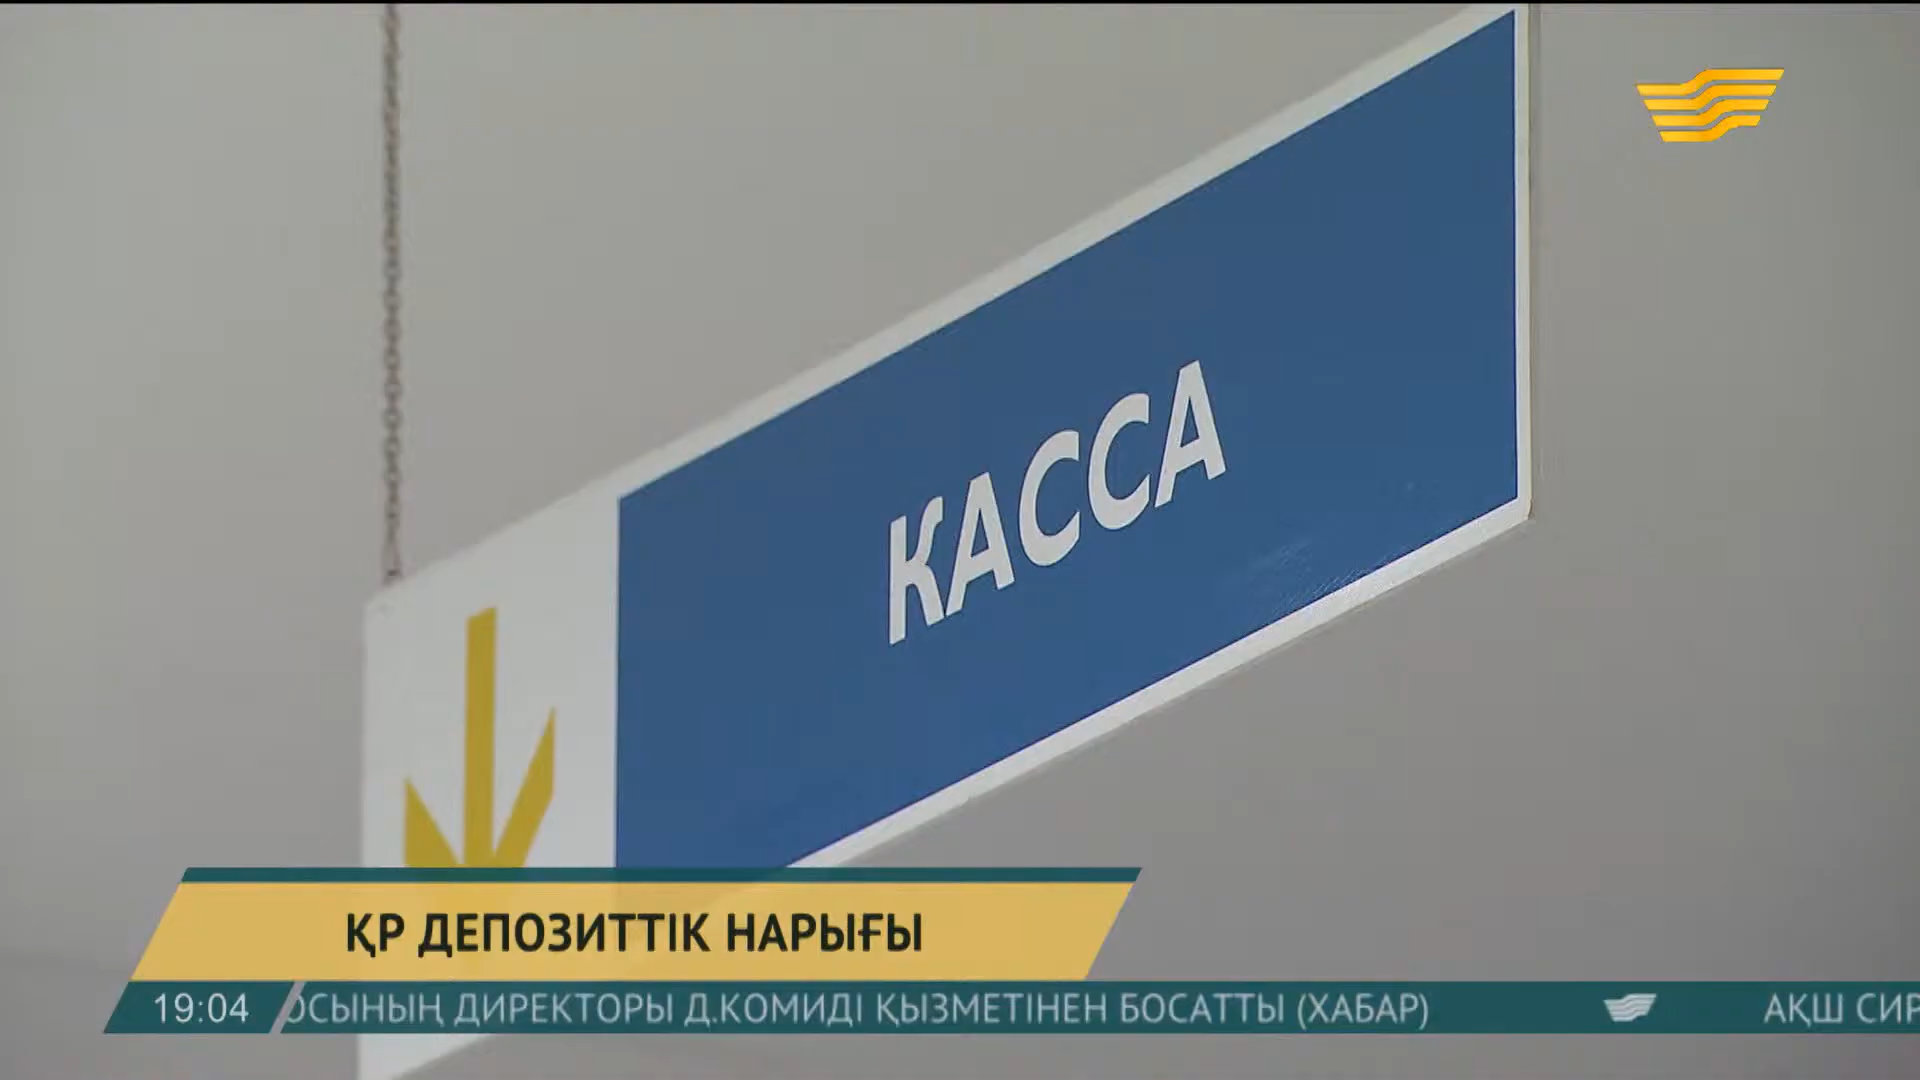 КАССА
ҚР ДЕПОЗИТТІК НАРЫҒЫ
19:04 ОСЫНЫҢ ДИРЕКТОРЫ Д.КОМИДІ ҚЫЗМЕТІНЕН БОСАТТЫ (ХАБАР) АҚШ СИР